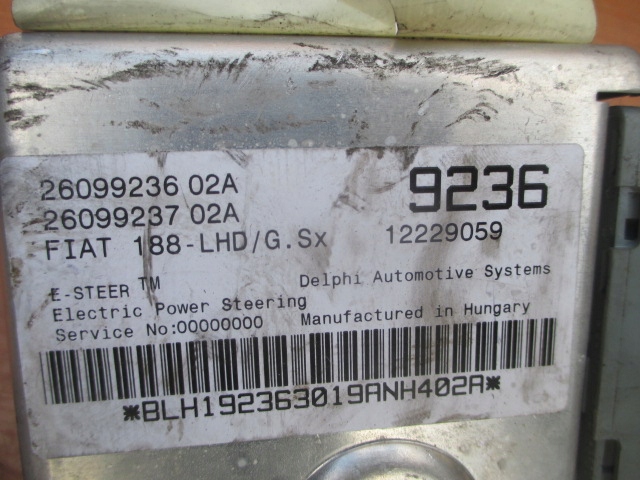 26099236 02A 9236
26099237 02A
FIAT 188-LHD/G.Sx 12229059
E-STEER TM Delphi Automotive Systems
Electric Power Steering
Service No:00000000 Manufactured in Hungary
*BLH192363019ANH402A*